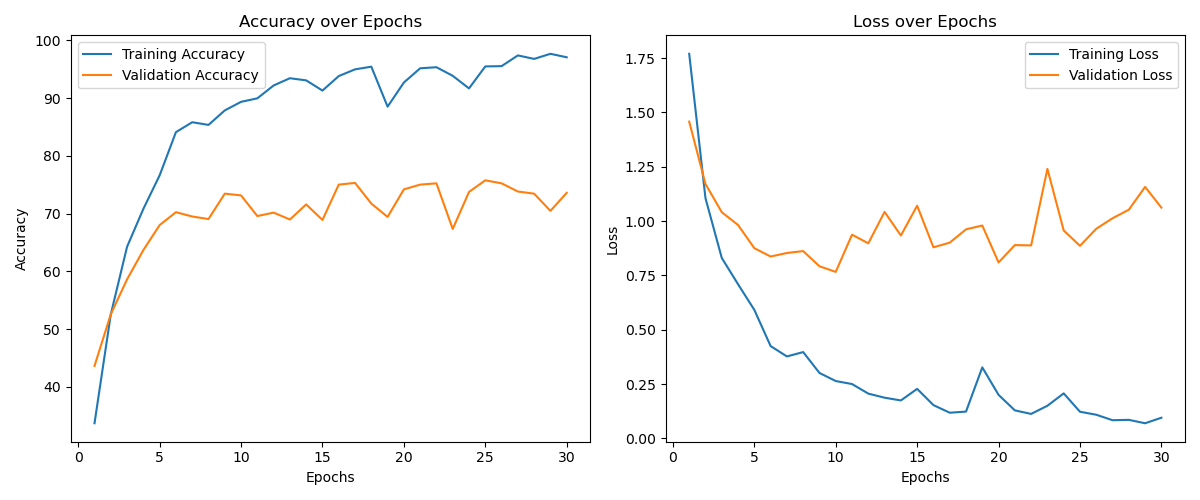 Accuracy over Epochs
Training Accuracy
Validation Accuracy
100
90
80
70
60
50
40
Accuracy
0 5 10 15 20 25 30
Epochs
Loss over Epochs
Training Loss
Validation Loss
1.75
1.50
1.25
1.00
0.75
0.50
0.25
0.00
Loss
0 5 10 15 20 25 30
Epochs